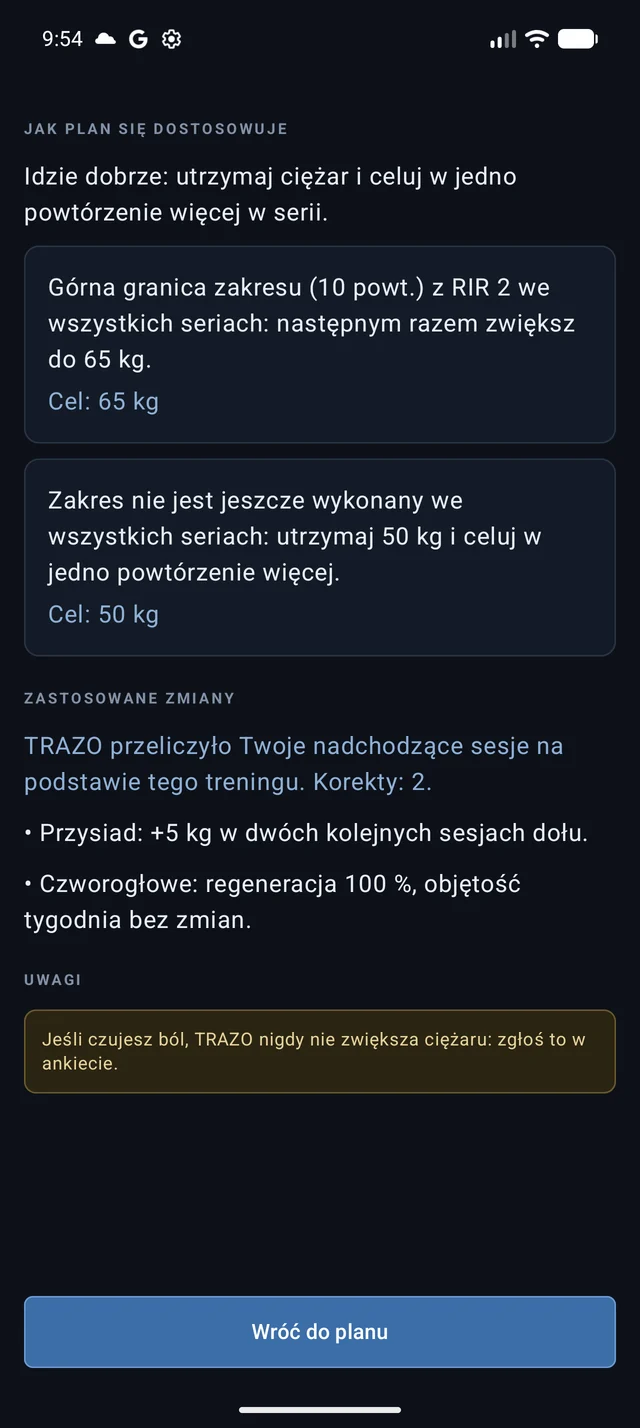 9:54
JAK PLAN SIĘ DOSTOSOWUJE
Idzie dobrze: utrzymaj ciężar i celuj w jedno
powtórzenie więcej w serii.
Górna granica zakresu (10 powt.) z RIR 2 we
wszystkich seriach: następnym razem zwiększ
do 65 kg.
Cel: 65 kg
Zakres nie jest jeszcze wykonany we
wszystkich seriach: utrzymaj 50 kg i celuj w
jedno powtórzenie więcej.
Cel: 50 kg
ZASTOSOWANE ZMIANY
TRAZO przeliczyło Twoje nadchodzące sesje na
podstawie tego treningu. Korekty: 2.
• Przysiad: +5 kg w dwóch kolejnych sesjach dołu.
• Czworogłowe: regeneracja 100 %, objętość
tygodnia bez zmian.
UWAGI
Jeśli czujesz ból, TRAZO nigdy nie zwiększa ciężaru: zgłoś to w
ankiecie.
Wróć do planu